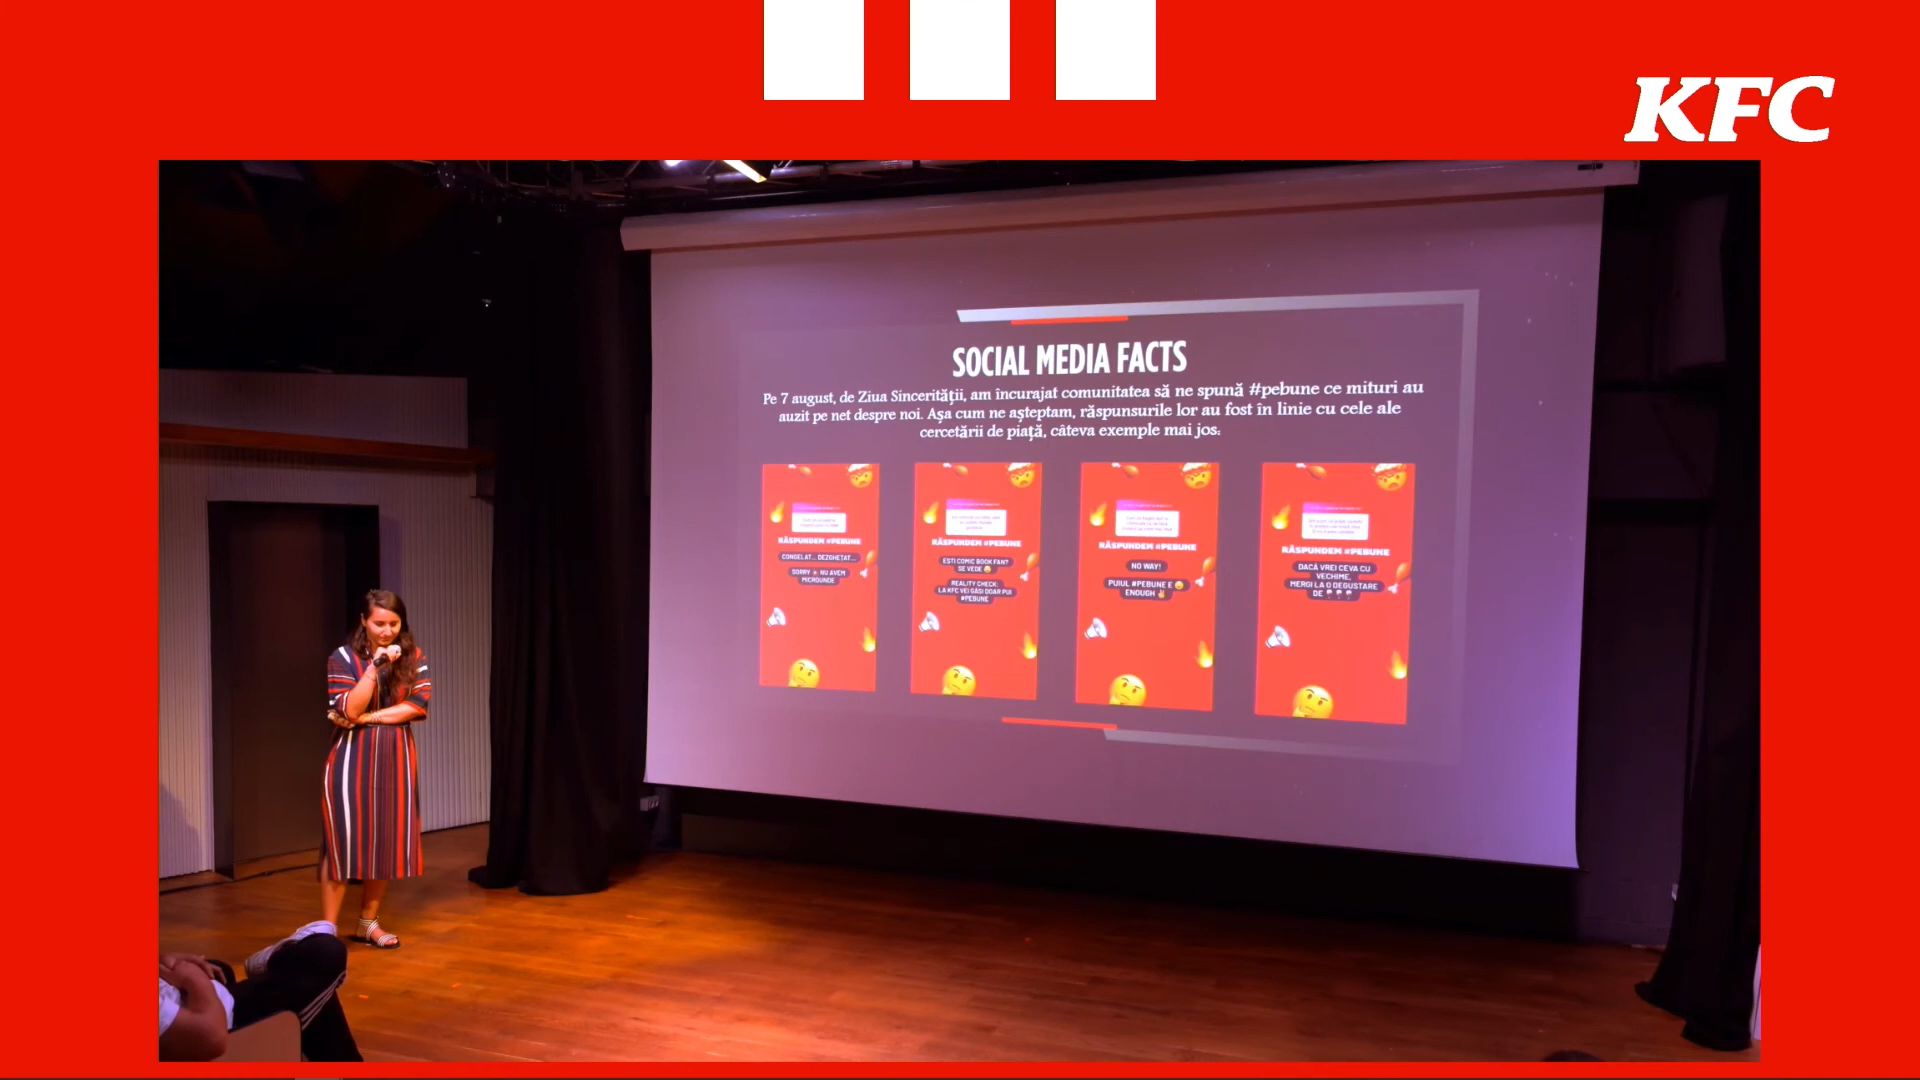 KFC
SOCIAL MEDIA FACTS
Pe 7 august, de Ziua Sincerității, am încurajat comunitatea să ne spună #pebune ce mituri au
auzit pe net despre noi. Așa cum ne așteptam, răspunsurile lor au fost în linie cu cele ale
cercetării de piață, câteva exemple mai jos:
RĂSPUNDEM #PEBUNE
CONGELAT... DEZGHEȚAT...
SORRY NU AVEM
MICROUNDE
RĂSPUNDEM #PEBUNE
EȘTI COMIC BOOK FAN?
SE VEDE
REALITY CHECK:
LA KFC VEI GĂSI DOAR PUI
#PEBUNE
RĂSPUNDEM #PEBUNE
NO WAY!
PUIUL #PEBUNE E
ENOUGH
RĂSPUNDEM #PEBUNE
DACĂ VREI CEVA CU
VECHIME,
MERGI LA O DEGUSTARE
DE